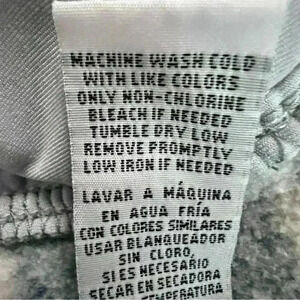 MACHINE WASH COLD
WITH LIKE COLORS
ONLY NON-CHLORINE
BLEACH IF NEEDED
TUMBLE DRY LOW
REMOVE PROMPTLY
LOW IRON IF NEEDED
LAVAR A MÁQUINA
EN AGUA FRÍA
CON COLORES SIMILARES
USAR BLANQUEADOR
SIN CLORO,
SI ES NECESARIO
SECAR EN SECADORA
TEMPERATURA